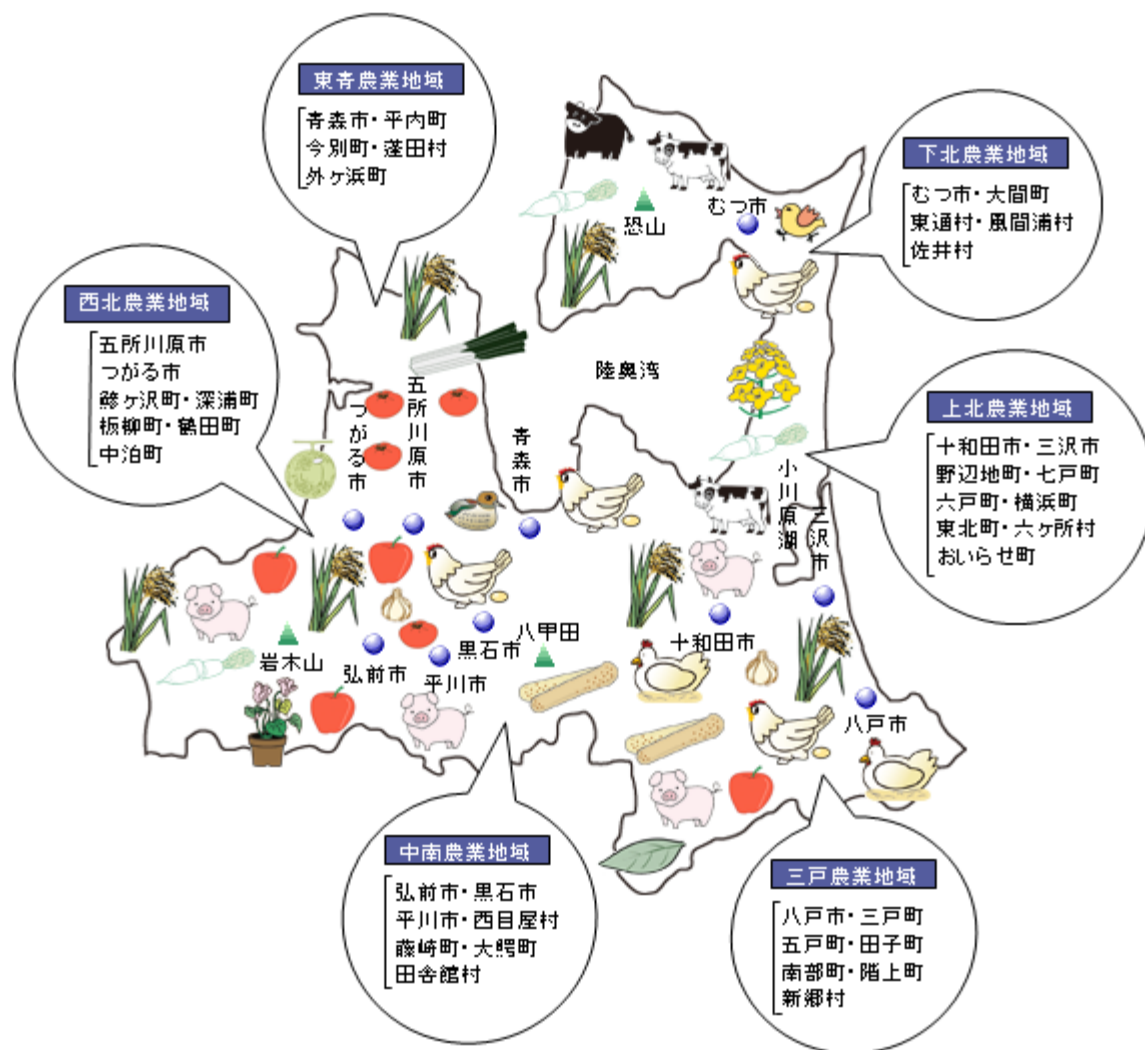 東青農業地域
青森市・平内町
今別町・蓬田村
外ヶ浜町
下北農業地域
むつ市・大間町
東通村・風間浦村
佐井村
西北農業地域
五所川原市
つがる市
鰺ヶ沢町・深浦町
板柳町・鶴田町
中泊町
上北農業地域
十和田市・三沢市
野辺地町・七戸町
六戸町・横浜町
東北町・六ヶ所村
おいらせ町
恐山
むつ市
陸奥湾
つがる市
五所川原市
青森市
小川原湖
三沢市
岩木山
弘前市
平川市
黒石市
八甲田
十和田市
八戸市
中南農業地域
弘前市・黒石市
平川市・西目屋村
藤崎町・大鰐町
田舎館村
三戸農業地域
八戸市・三戸町
五戸町・田子町
南部町・階上町
新郷村